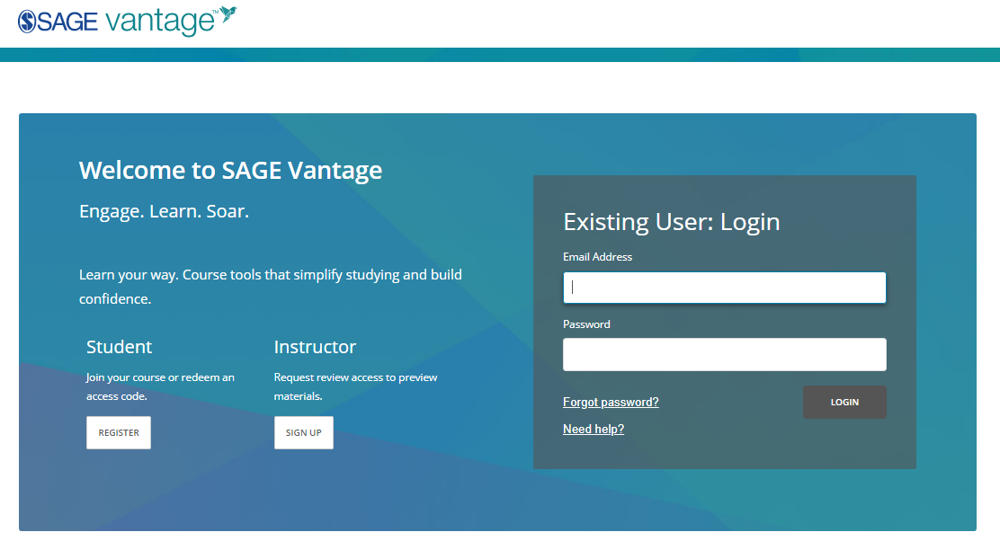 SAGE vantage™
Welcome to SAGE Vantage
Engage. Learn. Soar.
Learn your way. Course tools that simplify studying and build
confidence.
Student
Join your course or redeem an
access code.
REGISTER
Instructor
Request review access to preview
materials.
SIGN UP
Existing User: Login
Email Address
Password
Forgot password?
LOGIN
Need help?